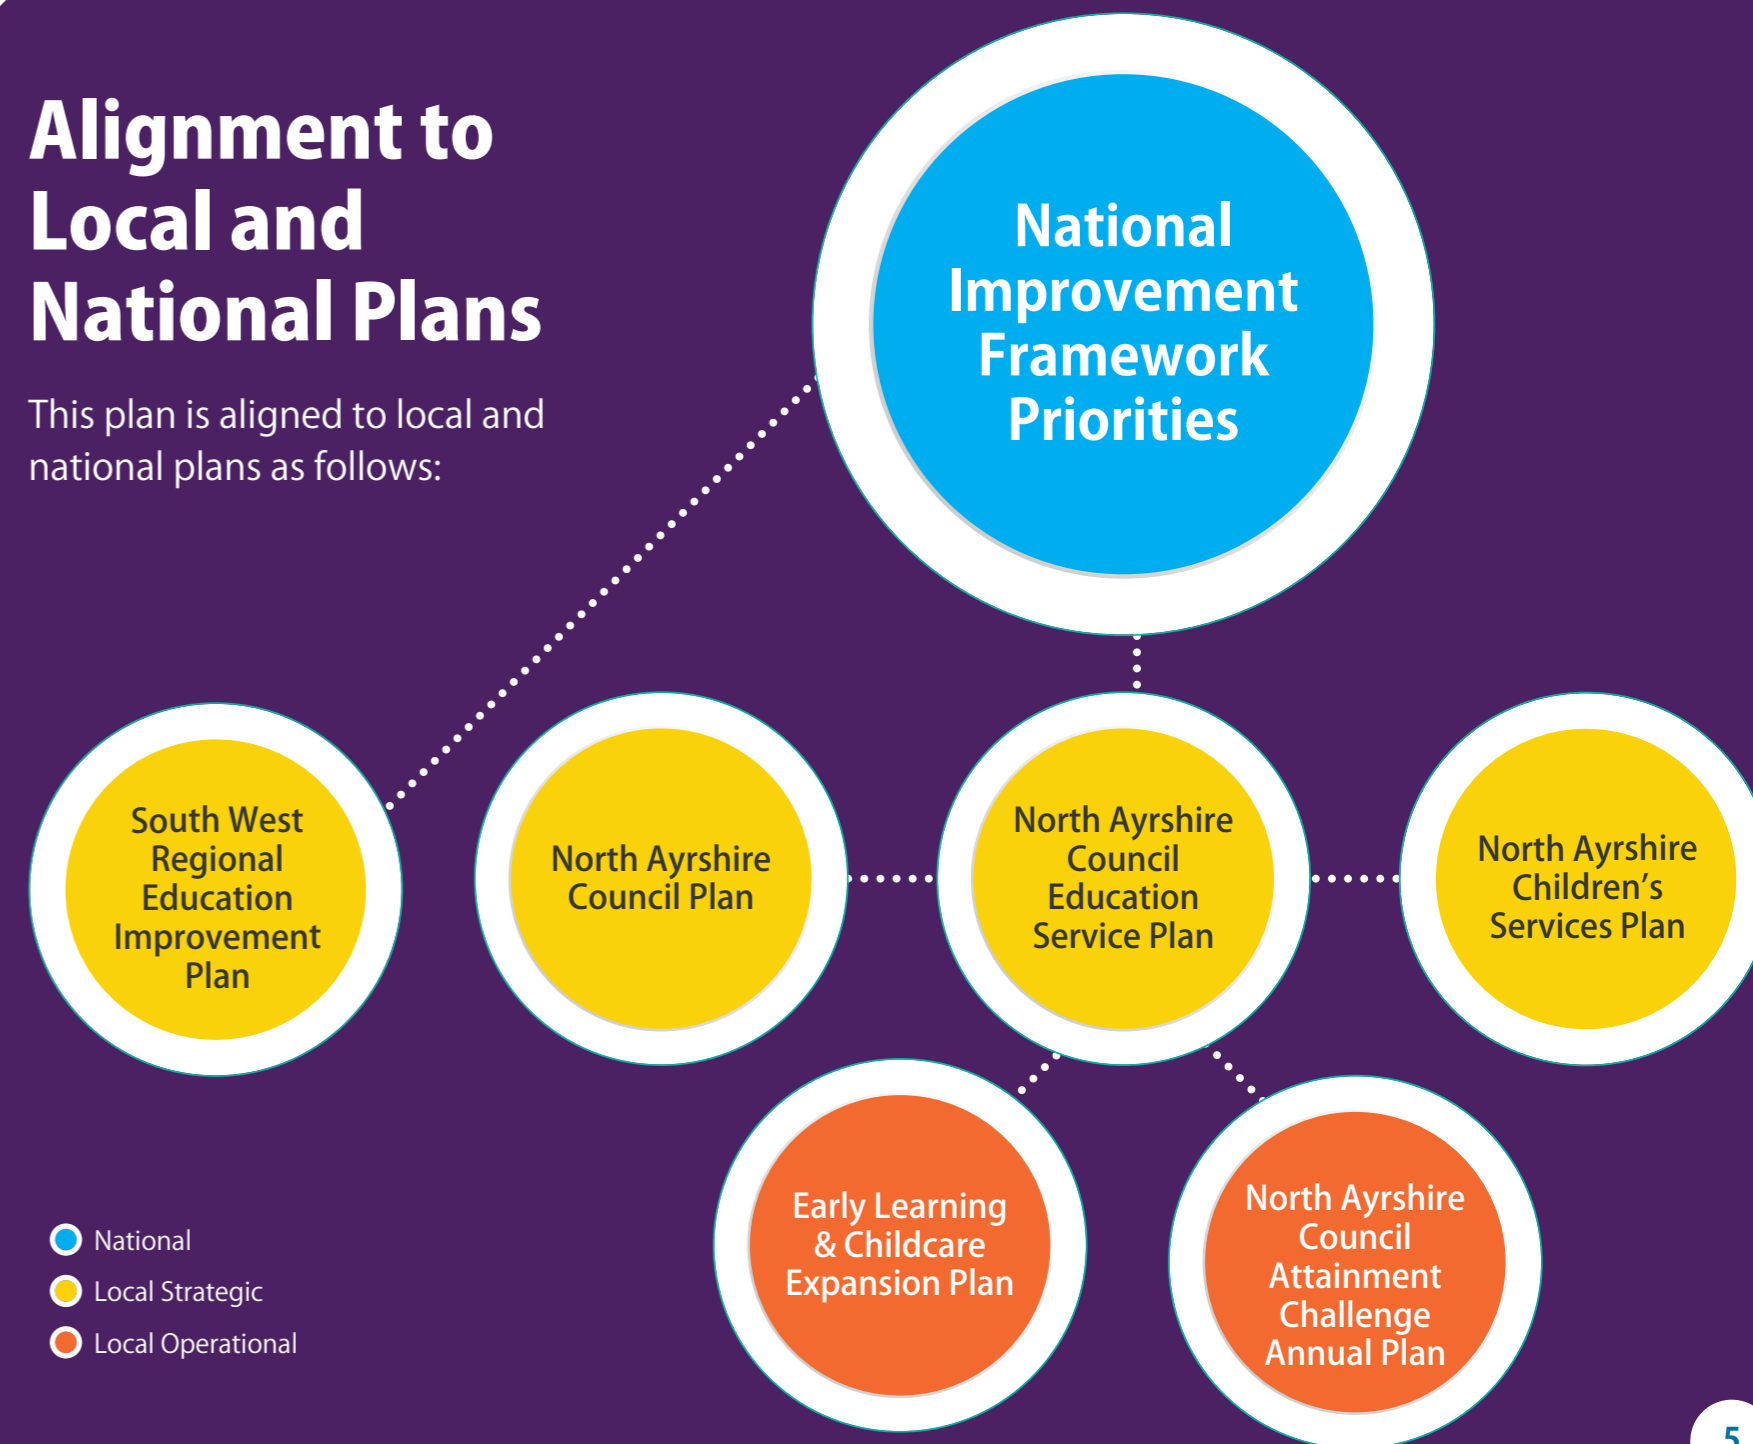 Alignment to
Local and
National Plans
This plan is aligned to local and
national plans as follows:
National
Improvement
Framework
Priorities
South West
Regional
Education
Improvement
Plan
North Ayrshire
Council Plan
North Ayrshire
Council
Education
Service Plan
North Ayrshire
Children’s
Services Plan
Early Learning
& Childcare
Expansion Plan
North Ayrshire
Council
Attainment
Challenge
Annual Plan
National
Local Strategic
Local Operational
5